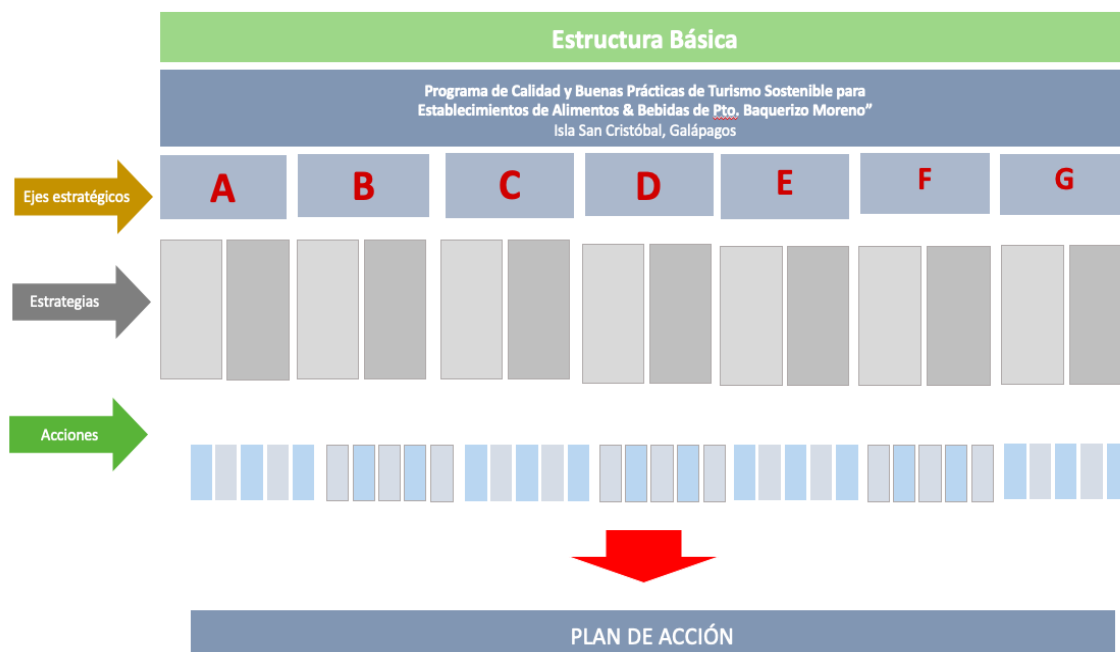 Estructura Básica
Programa de Calidad y Buenas Prácticas de Turismo Sostenible para
Establecimientos de Alimentos & Bebidas de Pto. Baquerizo Moreno”
Isla San Cristóbal, Galápagos
Ejes estratégicos
A
B
C
D
E
F
G
Estrategias
Acciones
PLAN DE ACCIÓN